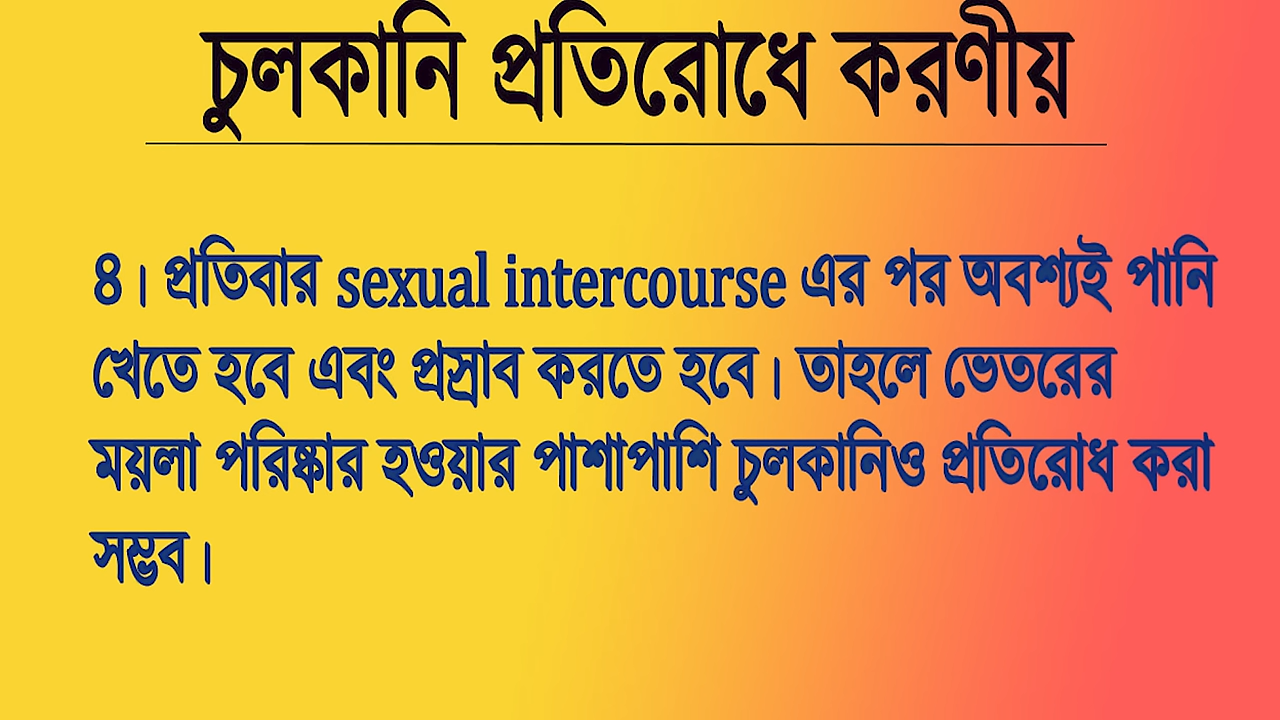 চুলকানি প্রতিরোধে করণীয়
৪। প্রতিবার sexual intercourse এর পর অবশ্যই পানি
খেতে হবে এবং প্রস্রাব করতে হবে। তাহলে ভেতরের
ময়লা পরিষ্কার হওয়ার পাশাপাশি চুলকানিও প্রতিরোধ করা
সম্ভব।